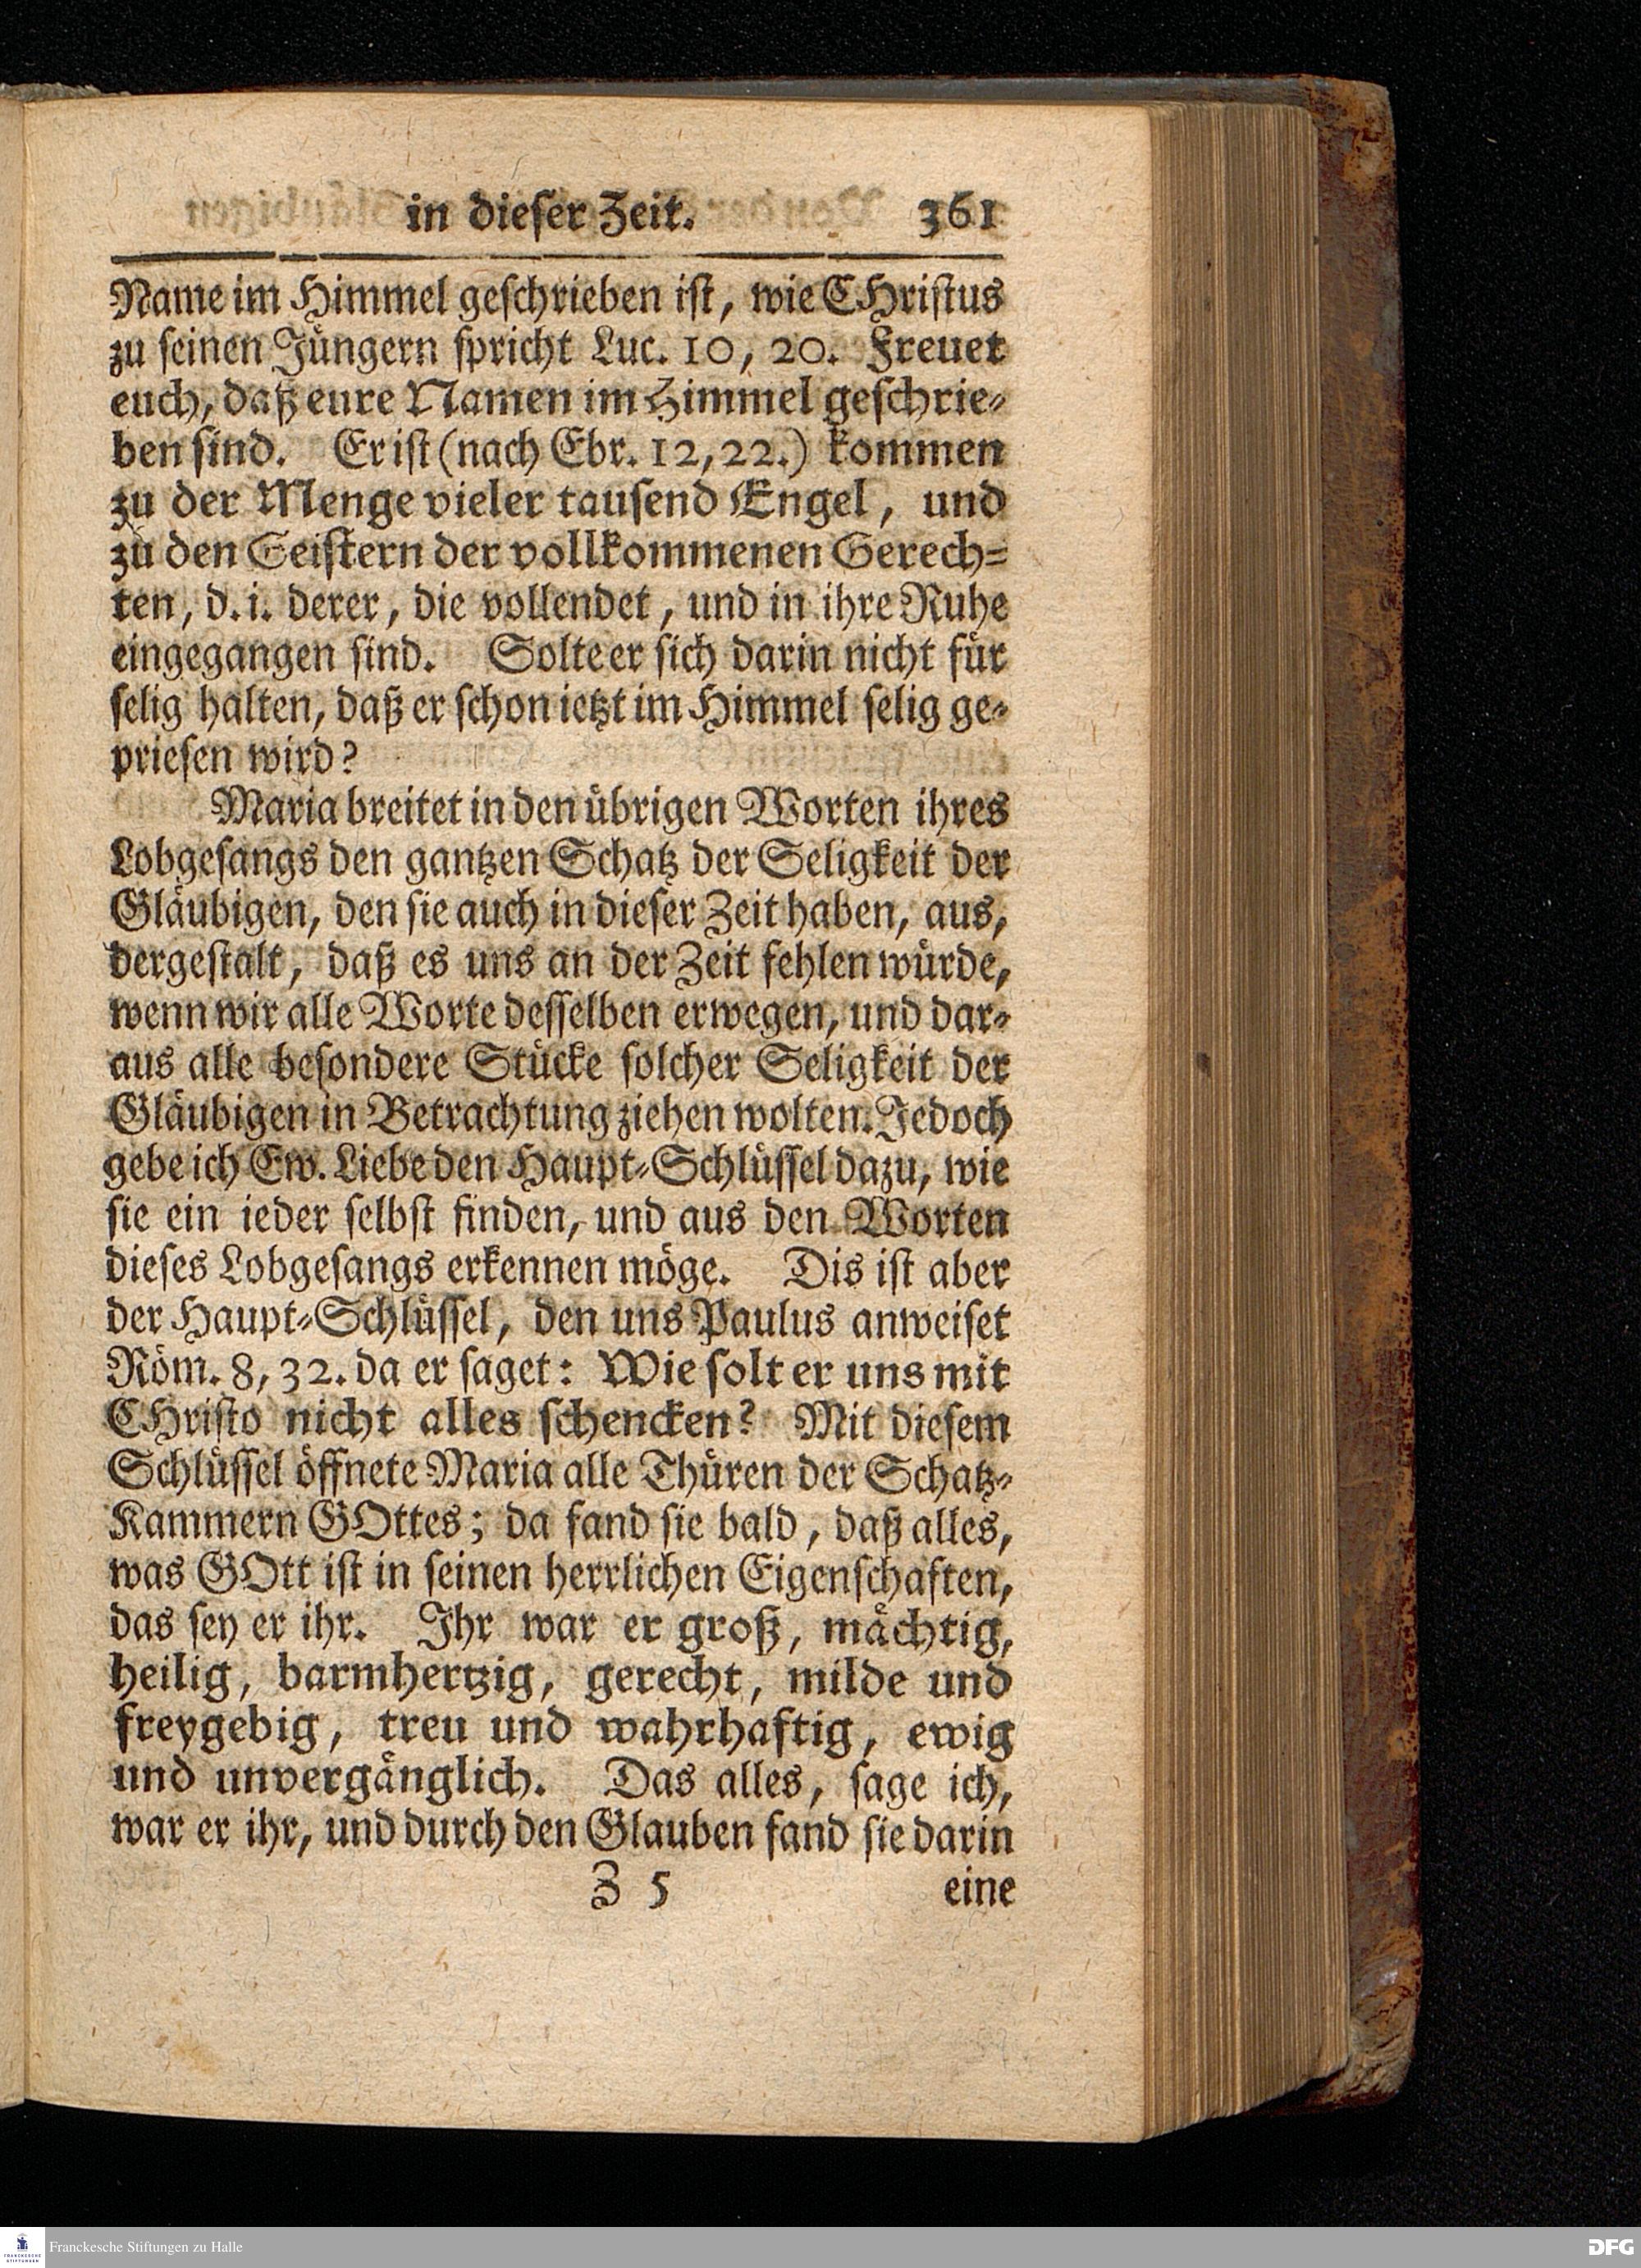 in dieſer Zeit. 361
Name im Himmel geſchrieben iſt, wie CHriſtus
zu ſeinen Jüngern ſpricht Luc. 10, 20. Freuet
euch, daß eure Namen im Himmel geſchrie-
ben ſind. Er iſt (nach Ebr. 12, 22.) kommen
zu der Menge vieler tauſend Engel, und
zu den Geiſtern der vollkommenen Gerech-
ten, d. i. derer, die vollendet, und in ihre Ruhe
eingegangen ſind. Solte er ſich darin nicht für
ſelig halten, daß er ſchon ietzt im Himmel ſelig ge-
prieſen wird?
Maria breitet in den übrigen Worten ihres
Lobgeſangs den gantzen Schatz der Seligkeit der
Gläubigen, den ſie auch in dieſer Zeit haben, aus,
dergeſtalt, daß es uns an der Zeit fehlen würde,
wenn wir alle Worte deſſelben erwegen, und dar-
aus alle beſondere Stücke ſolcher Seligkeit der
Gläubigen in Betrachtung ziehen wolten. Jedoch
gebe ich Ew. Liebe den Haupt-Schlüſſel dazu, wie
ſie ein ieder ſelbſt finden, und aus den Worten
dieſes Lobgeſangs erkennen möge. Dis iſt aber
der Haupt-Schlüſſel, den uns Paulus anweiſet
Röm. 8, 32. da er ſaget: Wie ſolt er uns mit
CHriſto nicht alles ſchencken? Mit dieſem
Schlüſſel öffnete Maria alle Thüren der Schatz-
Kammern GOttes; da fand ſie bald, daß alles,
was GOtt iſt in ſeinen herrlichen Eigenſchaften,
das ſey er ihr. Ihr war er groß, mächtig,
heilig, barmhertzig, gerecht, milde und
freygebig, treu und wahrhaftig, ewig
und unvergänglich. Das alles, ſage ich,
war er ihr, und durch den Glauben fand ſie darin
Z 5 eine
Franckesche Stiftungen zu Halle
DFG